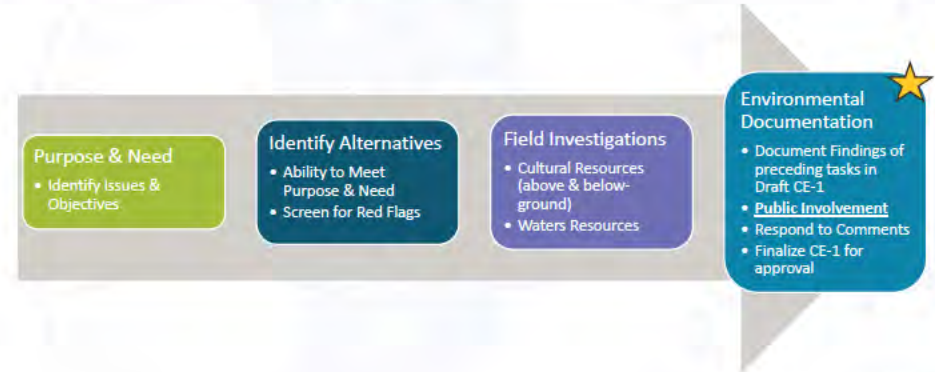 Purpose & Need
• Identify Issues &
Objectives
Identify Alternatives
• Ability to Meet
Purpose & Need
• Screen for Red Flags
Field Investigations
• Cultural Resources
(above & below-
ground)
• Waters Resources
Environmental
Documentation
• Document Findings of
preceding tasks in
Draft CE-1
• Public Involvement
• Respond to Comments
• Finalize CE-1 for
approval